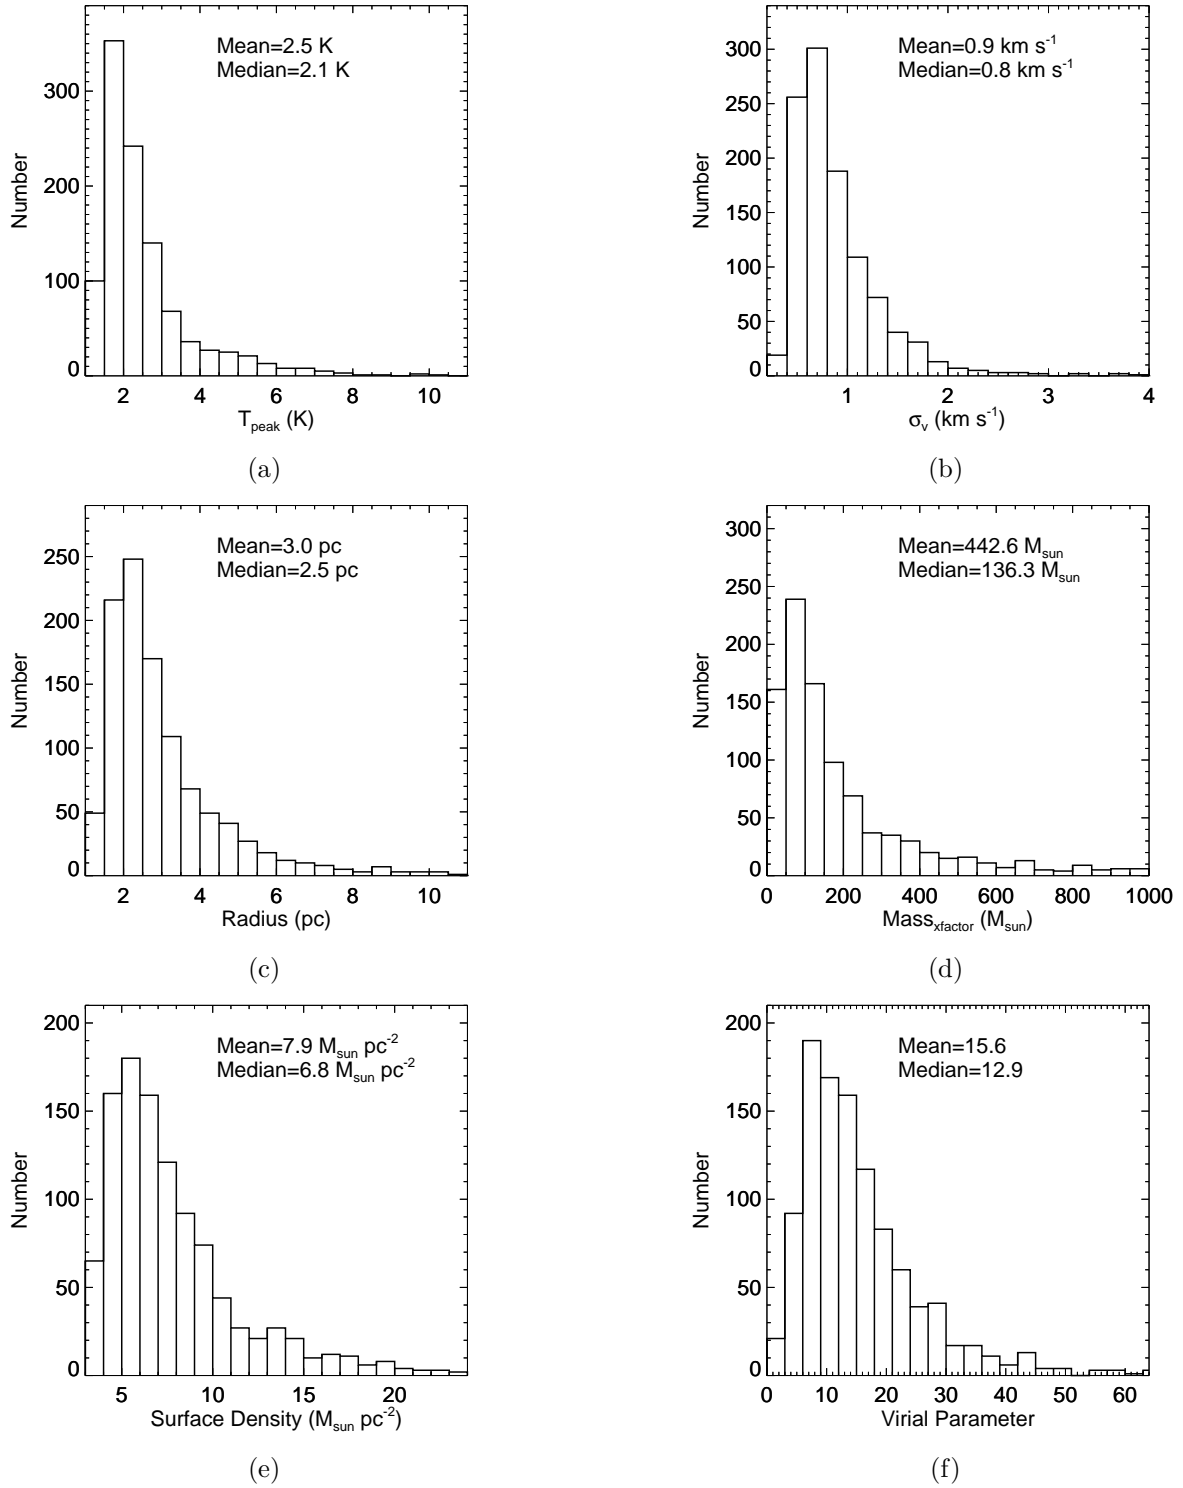 Mean=2.5 K
Median=2.1 K
Number
300
200
100
0
2 4 6 8 10
T_peak (K)
(a)
Mean=0.9 km s⁻¹
Median=0.8 km s⁻¹
Number
300
250
200
150
100
50
0
1 2 3 4
σ_v (km s⁻¹)
(b)
Mean=3.0 pc
Median=2.5 pc
Number
250
200
150
100
50
0
2 4 6 8 10
Radius (pc)
(c)
Mean=442.6 M_sun
Median=136.3 M_sun
Number
300
250
200
150
100
50
0
0 200 400 600 800 1000
Mass_xfactor (M_sun)
(d)
Mean=7.9 M_sun pc⁻²
Median=6.8 M_sun pc⁻²
Number
200
150
100
50
0
5 10 15 20
Surface Density (M_sun pc⁻²)
(e)
Mean=15.6
Median=12.9
Number
200
150
100
50
0
0 10 20 30 40 50 60
Virial Parameter
(f)